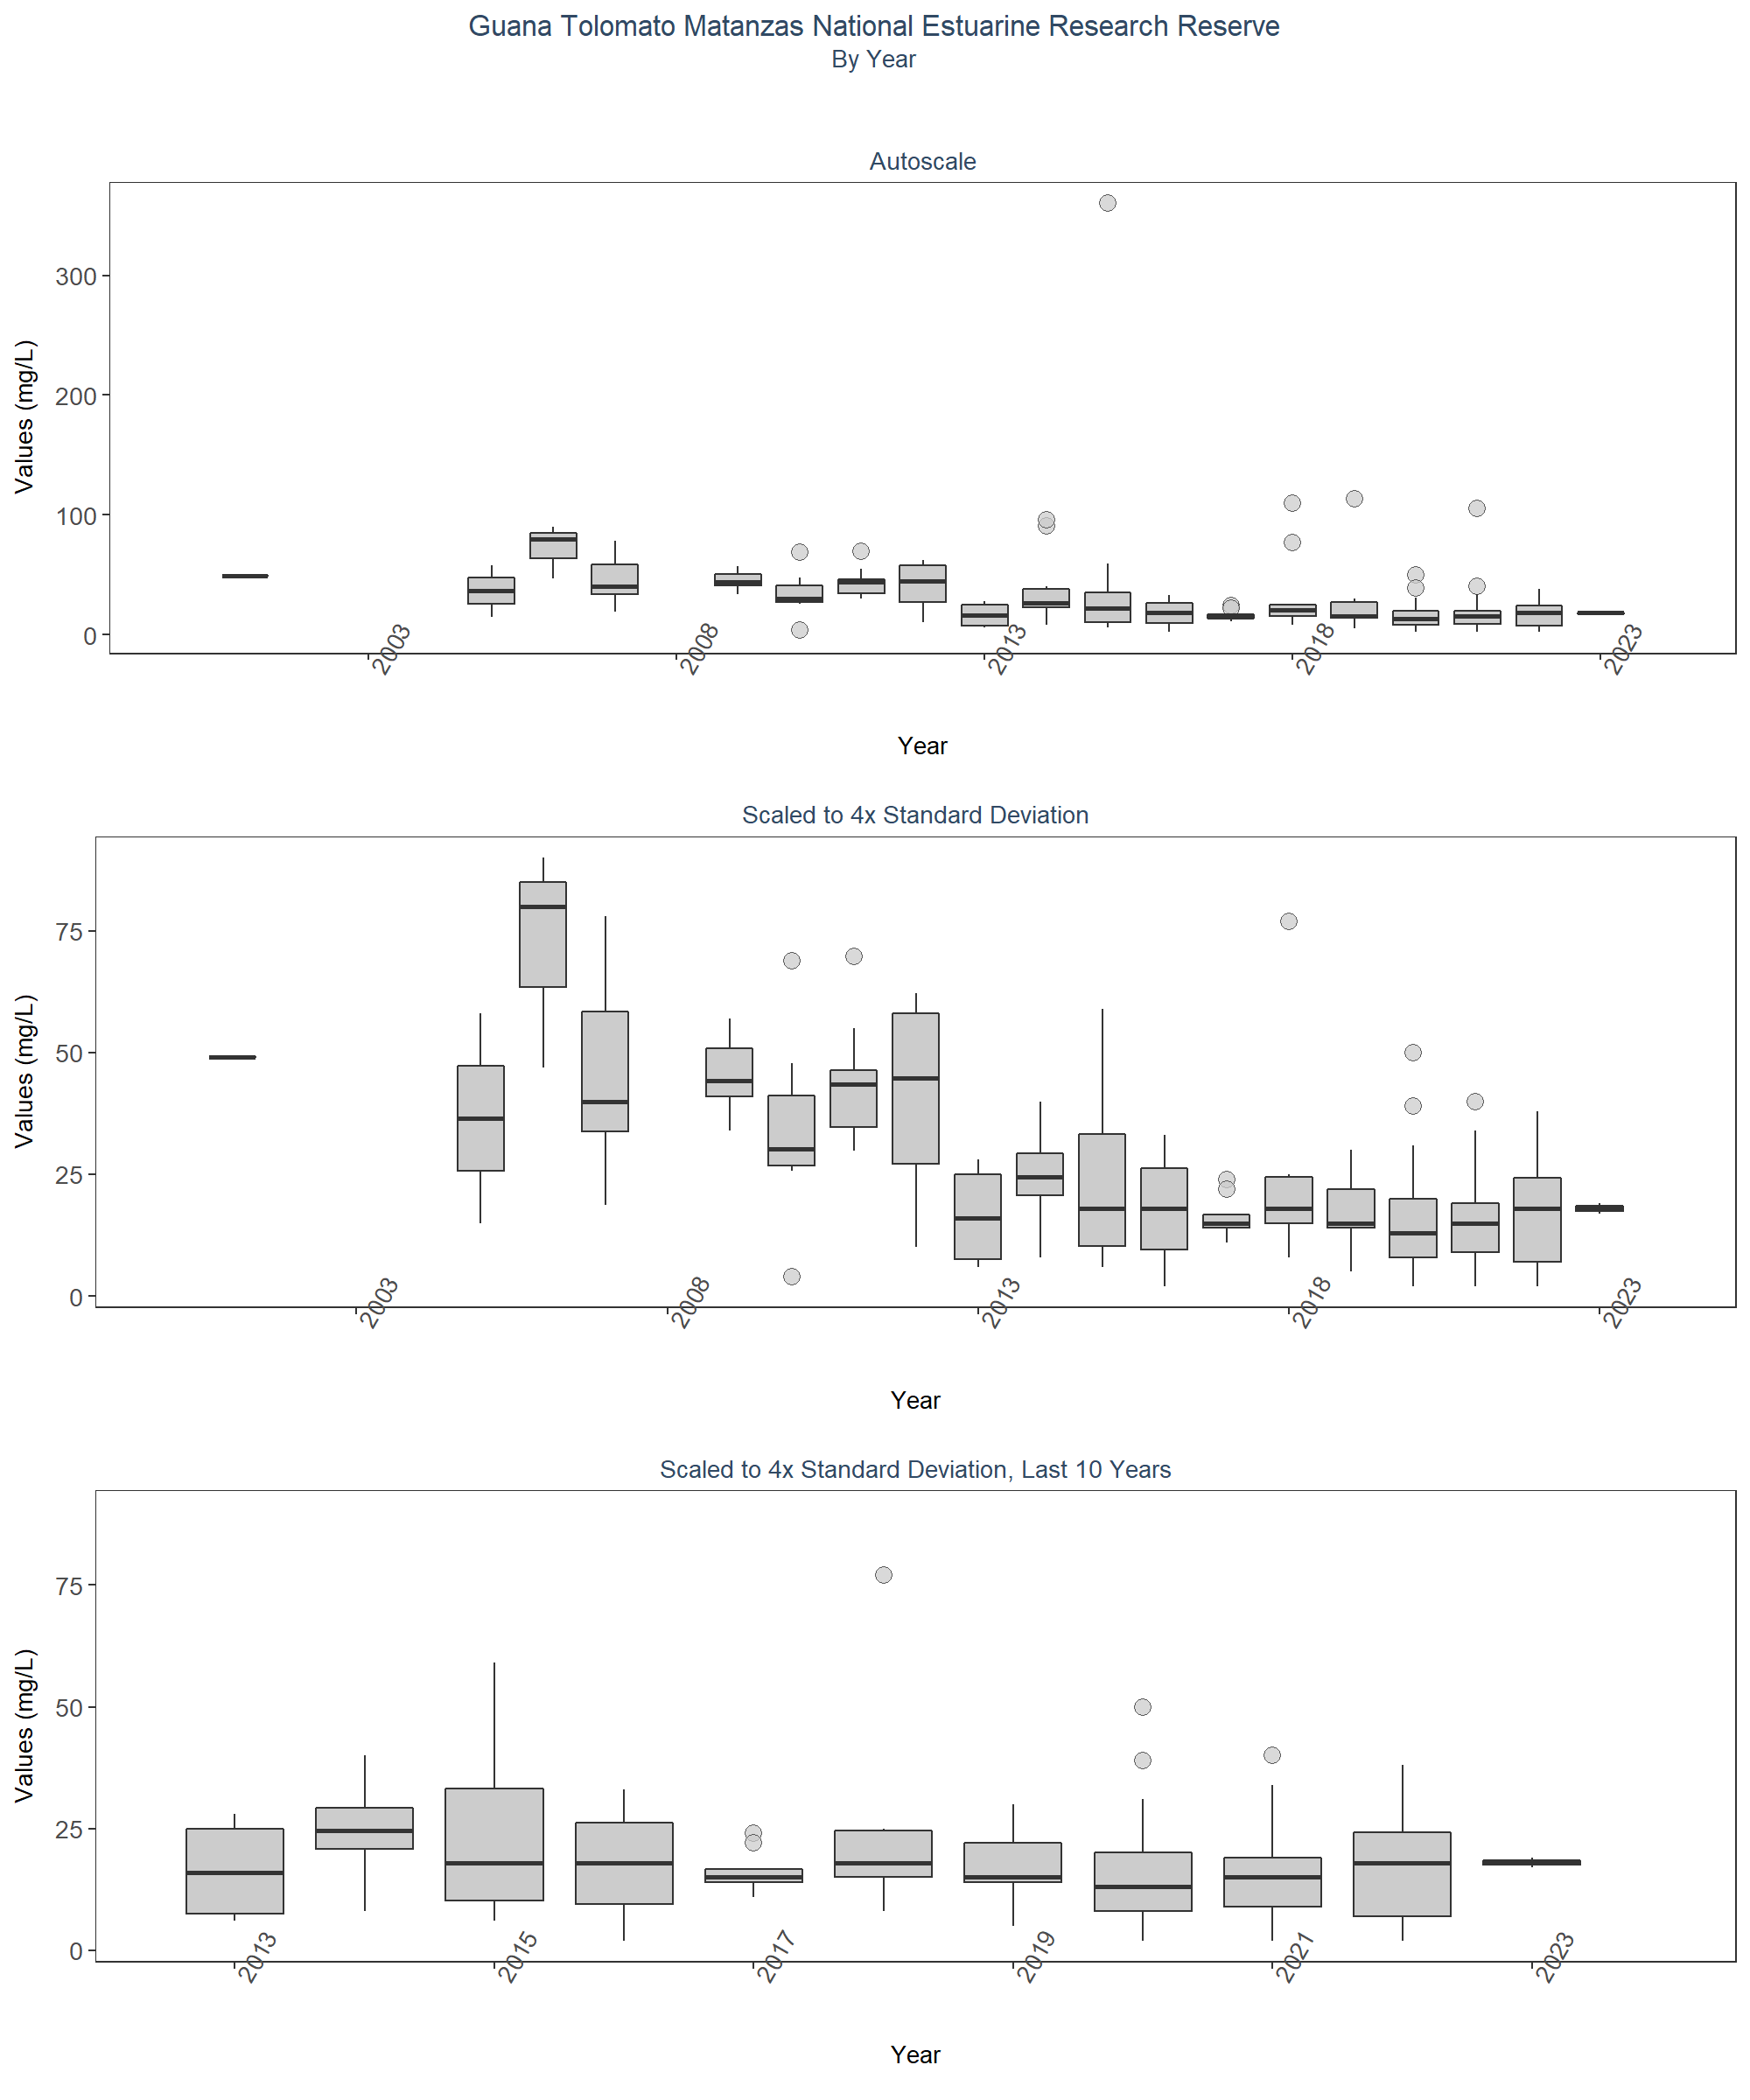 Guana Tolomato Matanzas National Estuarine Research Reserve
By Year
Autoscale
Values (mg/L)
300
200
100
0
2003 2008 2013 2018 2023
Year
Scaled to 4x Standard Deviation
Values (mg/L)
75
50
25
0
2003 2008 2013 2018 2023
Year
Scaled to 4x Standard Deviation, Last 10 Years
Values (mg/L)
75
50
25
0
2013 2015 2017 2019 2021 2023
Year